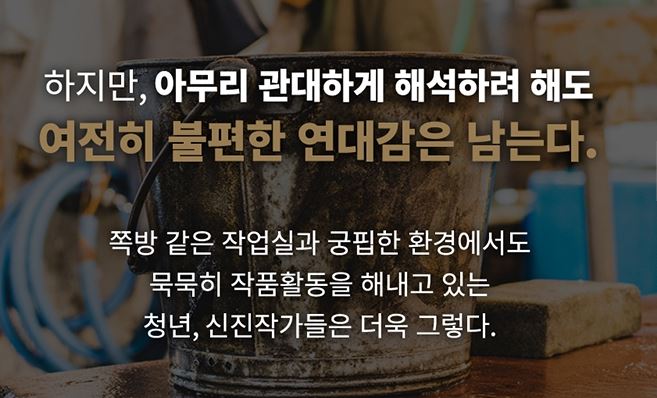 하지만, 아무리 관대하게 해석하려 해도
여전히 불편한 연대감은 남는다.
쪽방 같은 작업실과 궁핍한 환경에서도
묵묵히 작품활동을 해내고 있는
청년, 신진작가들은 더욱 그렇다.